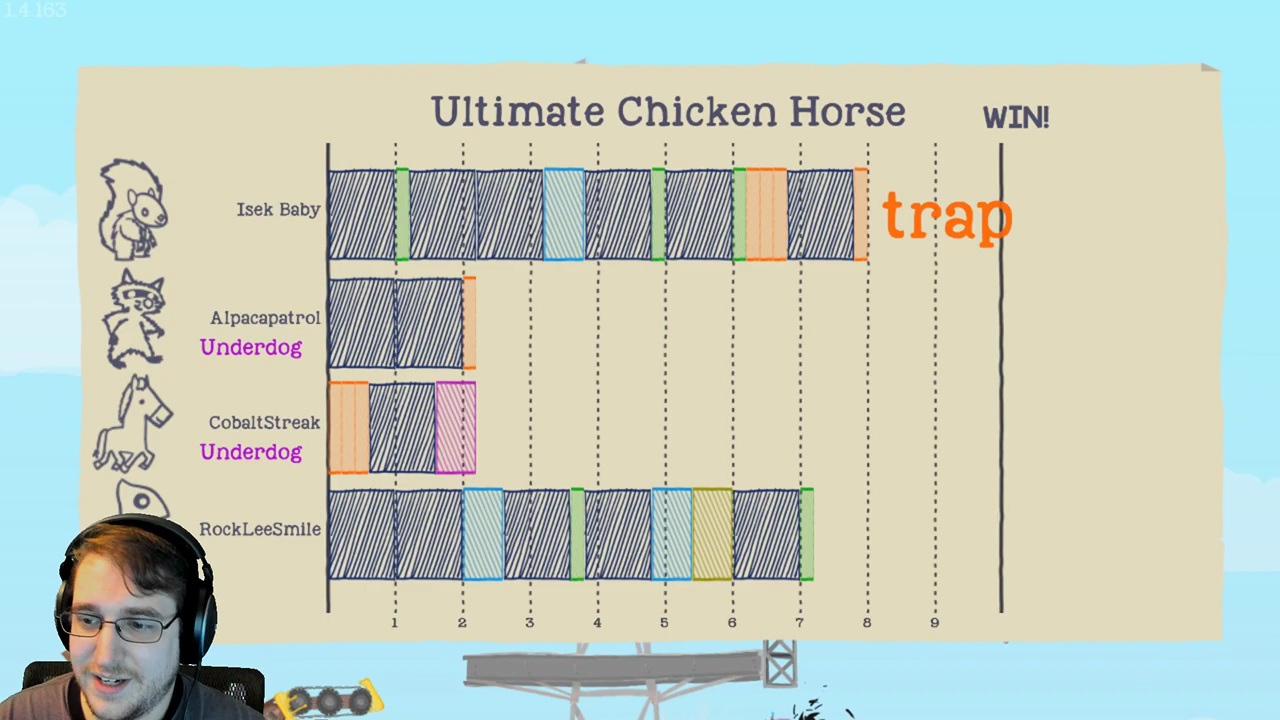 1.4.163
Ultimate Chicken Horse
WIN!
Isek Baby
trap
Alpacapatrol
Underdog
CobaltStreak
Underdog
RockLeeSmile
1 2 3 4 5 6 7 8 9